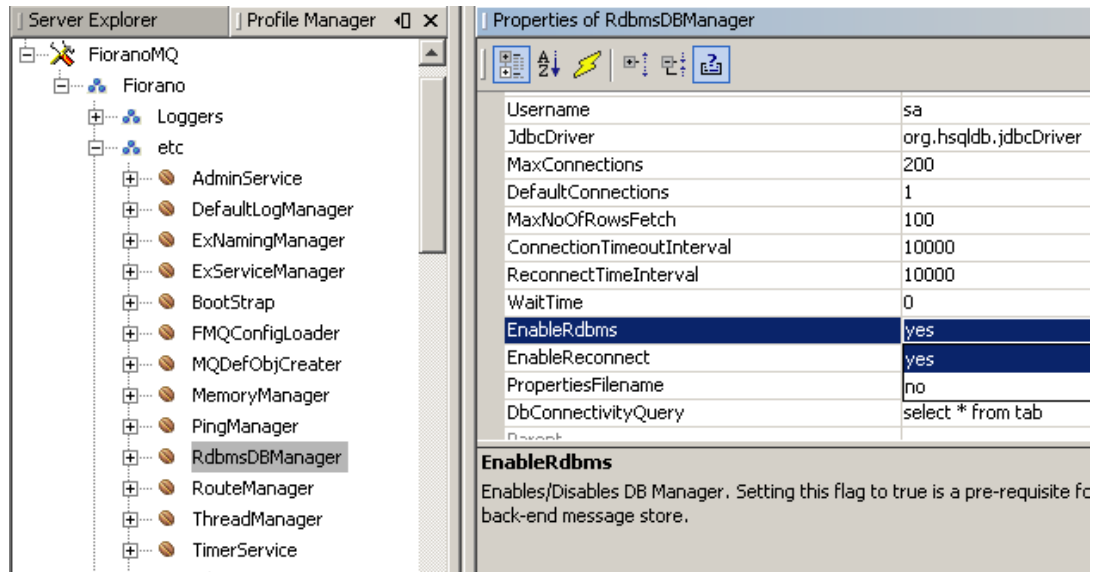 Server Explorer
Profile Manager
FioranoMQ
Fiorano
Loggers
etc
AdminService
DefaultLogManager
ExNamingManager
ExServiceManager
BootStrap
FMQConfigLoader
MQDefObjCreater
MemoryManager
PingManager
RdbmsDBManager
RouteManager
ThreadManager
TimerService
Properties of RdbmsDBManager
Username sa
JdbcDriver org.hsqldb.jdbcDriver
MaxConnections 200
DefaultConnections 1
MaxNoOfRowsFetch 100
ConnectionTimeoutInterval 10000
ReconnectTimeInterval 10000
WaitTime 0
EnableRdbms yes
EnableReconnect yes
PropertiesFilename no
DbConnectivityQuery select * from tab
Parent
EnableRdbms
Enables/Disables DB Manager. Setting this flag to true is a pre-requisite fo
back-end message store.